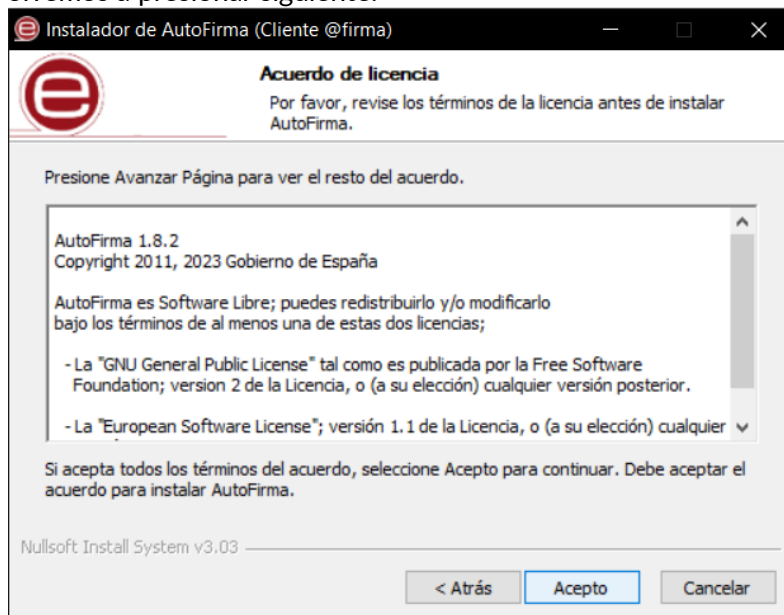 Instalador de AutoFirma (Cliente @firma)
Acuerdo de licencia
Por favor, revise los términos de la licencia antes de instalar
AutoFirma.
Presione Avanzar Página para ver el resto del acuerdo.
AutoFirma 1.8.2
Copyright 2011, 2023 Gobierno de España
AutoFirma es Software Libre; puedes redistribuirlo y/o modificarlo
bajo los términos de al menos una de estas dos licencias;
- La "GNU General Public License" tal como es publicada por la Free Software
Foundation; version 2 de la Licencia, o (a su elección) cualquier versión posterior.
- La "European Software License"; versión 1.1 de la Licencia, o (a su elección) cualquier
Si acepta todos los términos del acuerdo, seleccione Acepto para continuar. Debe aceptar el
acuerdo para instalar AutoFirma.
Nullsoft Install System v3.03
< Atrás Acepto Cancelar